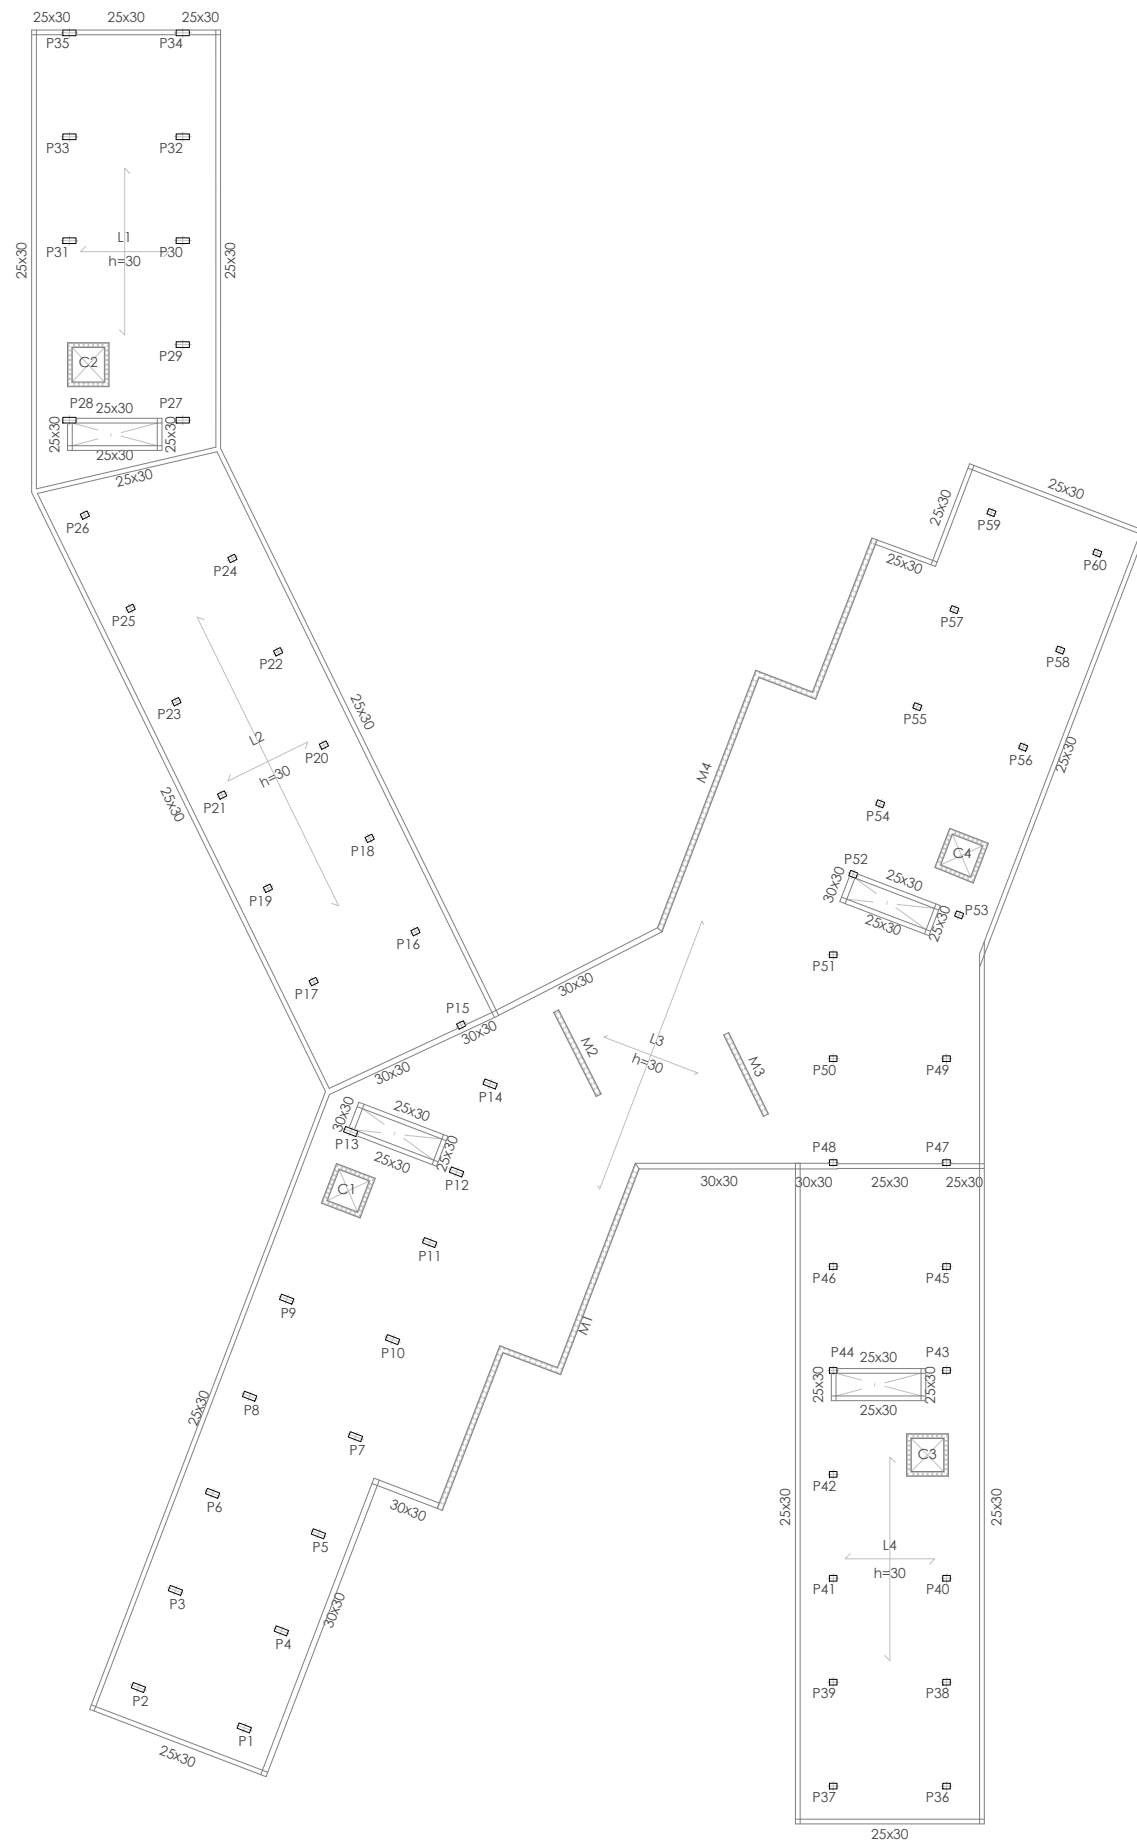 25x30 25x30 25x30
P35 P34
P33 P32
L1
P31 P30
h=30
25x30 25x30
P29
C2
P28 25x30 P27
25x30 25x30
25x30
25x30
P26
P24
P25
P22
P23
25x30
L2
P20
h=30
P21
25x30
P18
P19
P16
P17
P15
30x30
30x30
30x30
25x30
25x30
P59
25x30
P60
P57
P58
P55
P56
25x30
M4
P54
C4
P52
30x30 25x30
P53
25x30 25x30
P51
L3
h=30
M2
M3
P50 P49
P14
30x30 25x30
P13
25x30 25x30
P12
C1
P48 P47
30x30 30x30 25x30 25x30
P11
P9
P46 P45
M1
P10
P44 25x30 P43
25x30 25x30
25x30
P8
25x30
P7
C3
P42
P6
30x30
25x30 25x30
P5
L4
h=30
P3
P41 P40
30x30
P4
P2
P39 P38
P1
25x30
P37 P36
25x30